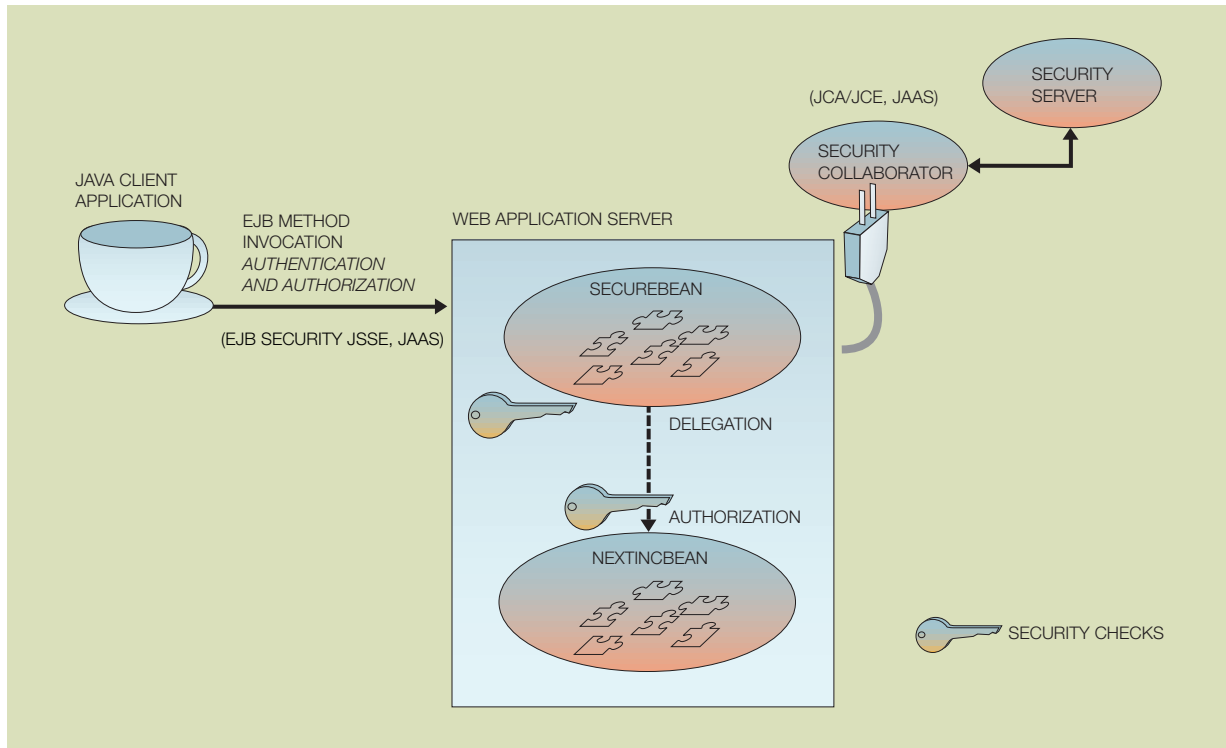 SECURITY
SERVER
(JCA/JCE, JAAS)
SECURITY
COLLABORATOR
JAVA CLIENT
APPLICATION
EJB METHOD
INVOCATION
AUTHENTICATION
AND AUTHORIZATION
(EJB SECURITY JSSE, JAAS)
WEB APPLICATION SERVER
SECUREBEAN
DELEGATION
AUTHORIZATION
NEXTINCBEAN
SECURITY CHECKS